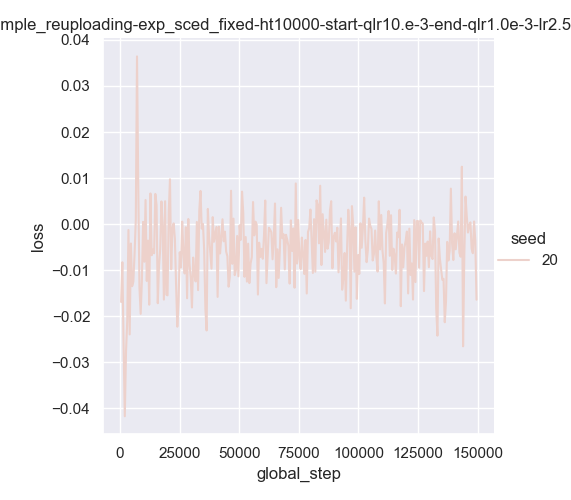 mple_reuploading-exp_sced_fixed-ht10000-start-qlr10.e-3-end-qlr1.0e-3-lr2.5
0.04
0.03
0.02
0.01
0.00
−0.01
−0.02
−0.03
−0.04
loss
0 25000 50000 75000 100000 125000 150000
global_step
seed
20